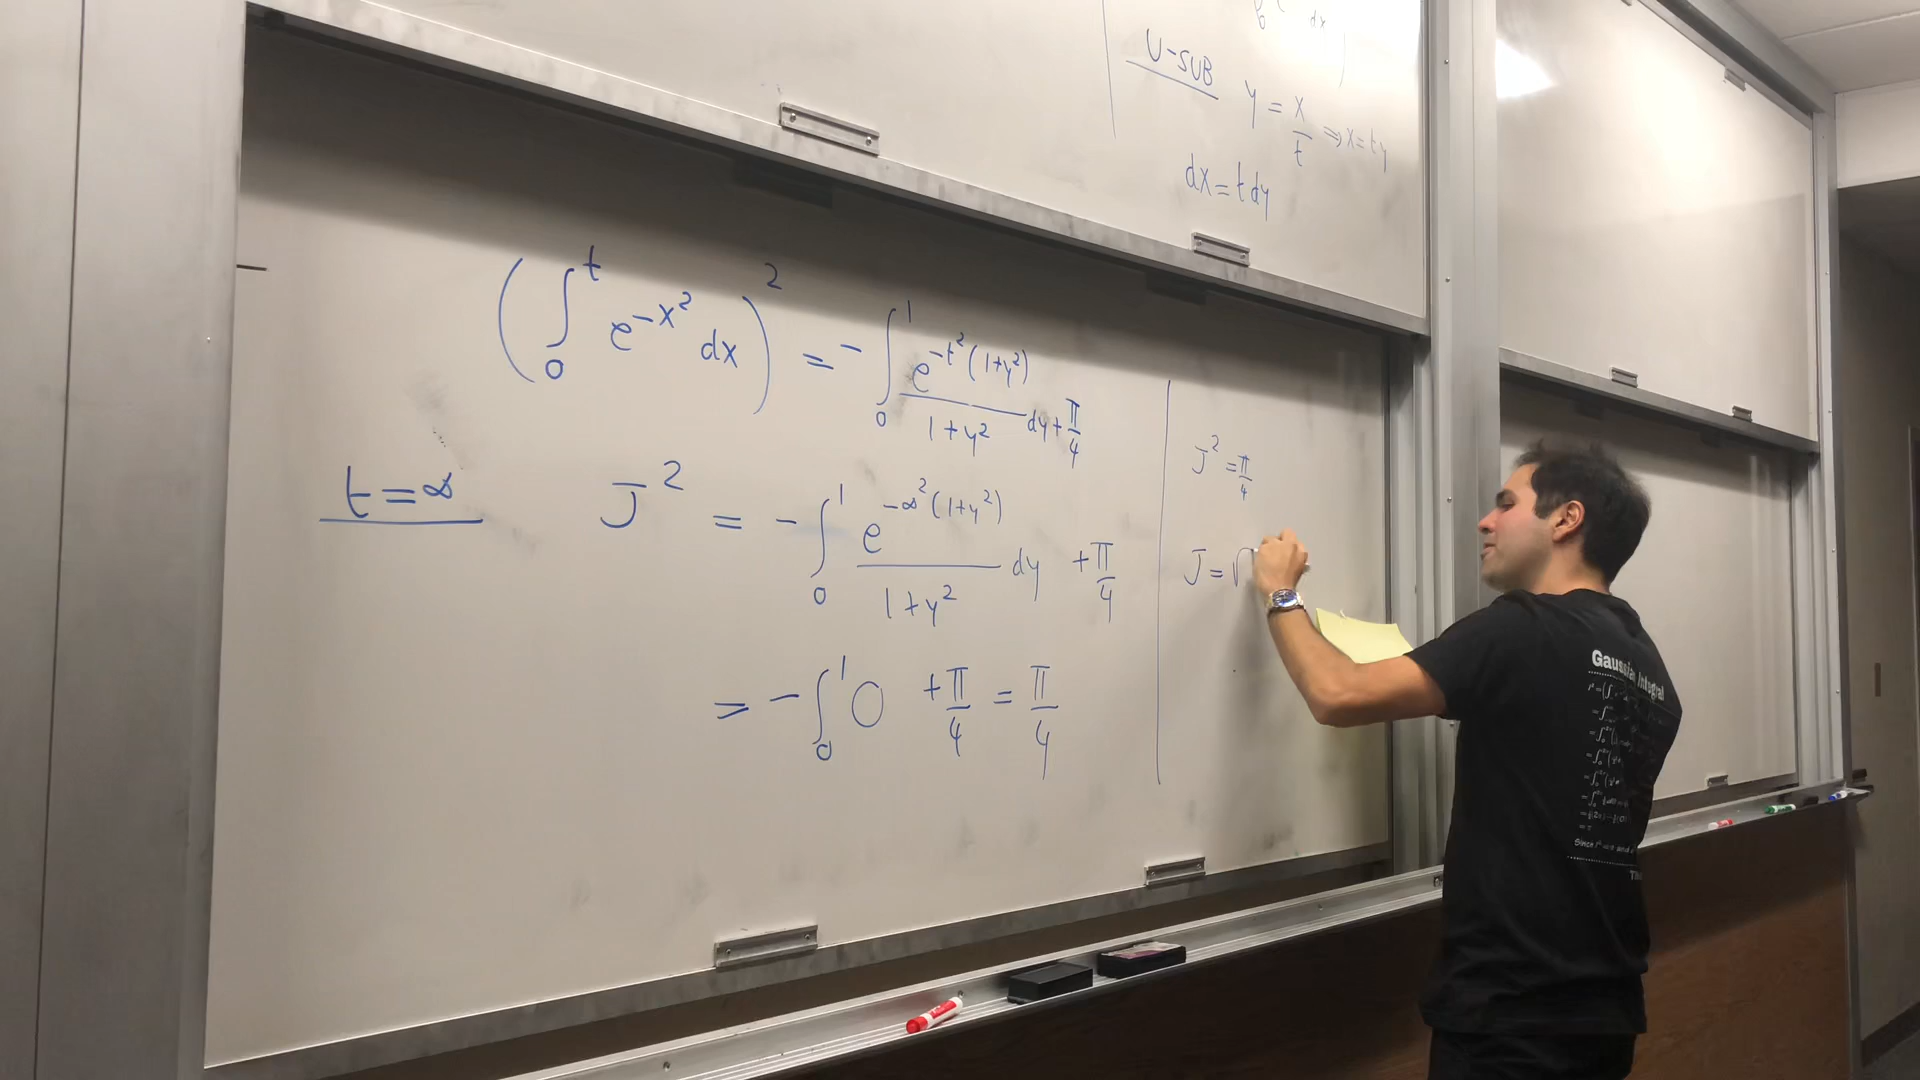 dx
U-SUB
y = x/t ⇒ x = ty
dx = t dy
(∫₀ᵗ e^(-x²) dx)² = - ∫₀¹ e^(-t²(1+y²))/(1+y²) dy + π/4
t = ∞ J² = - ∫₀¹ e^(-∞²(1+y²))/(1+y²) dy + π/4
= - ∫₀¹ 0 + π/4 = π/4
J² = π/4
J = √
Gaussian Integral